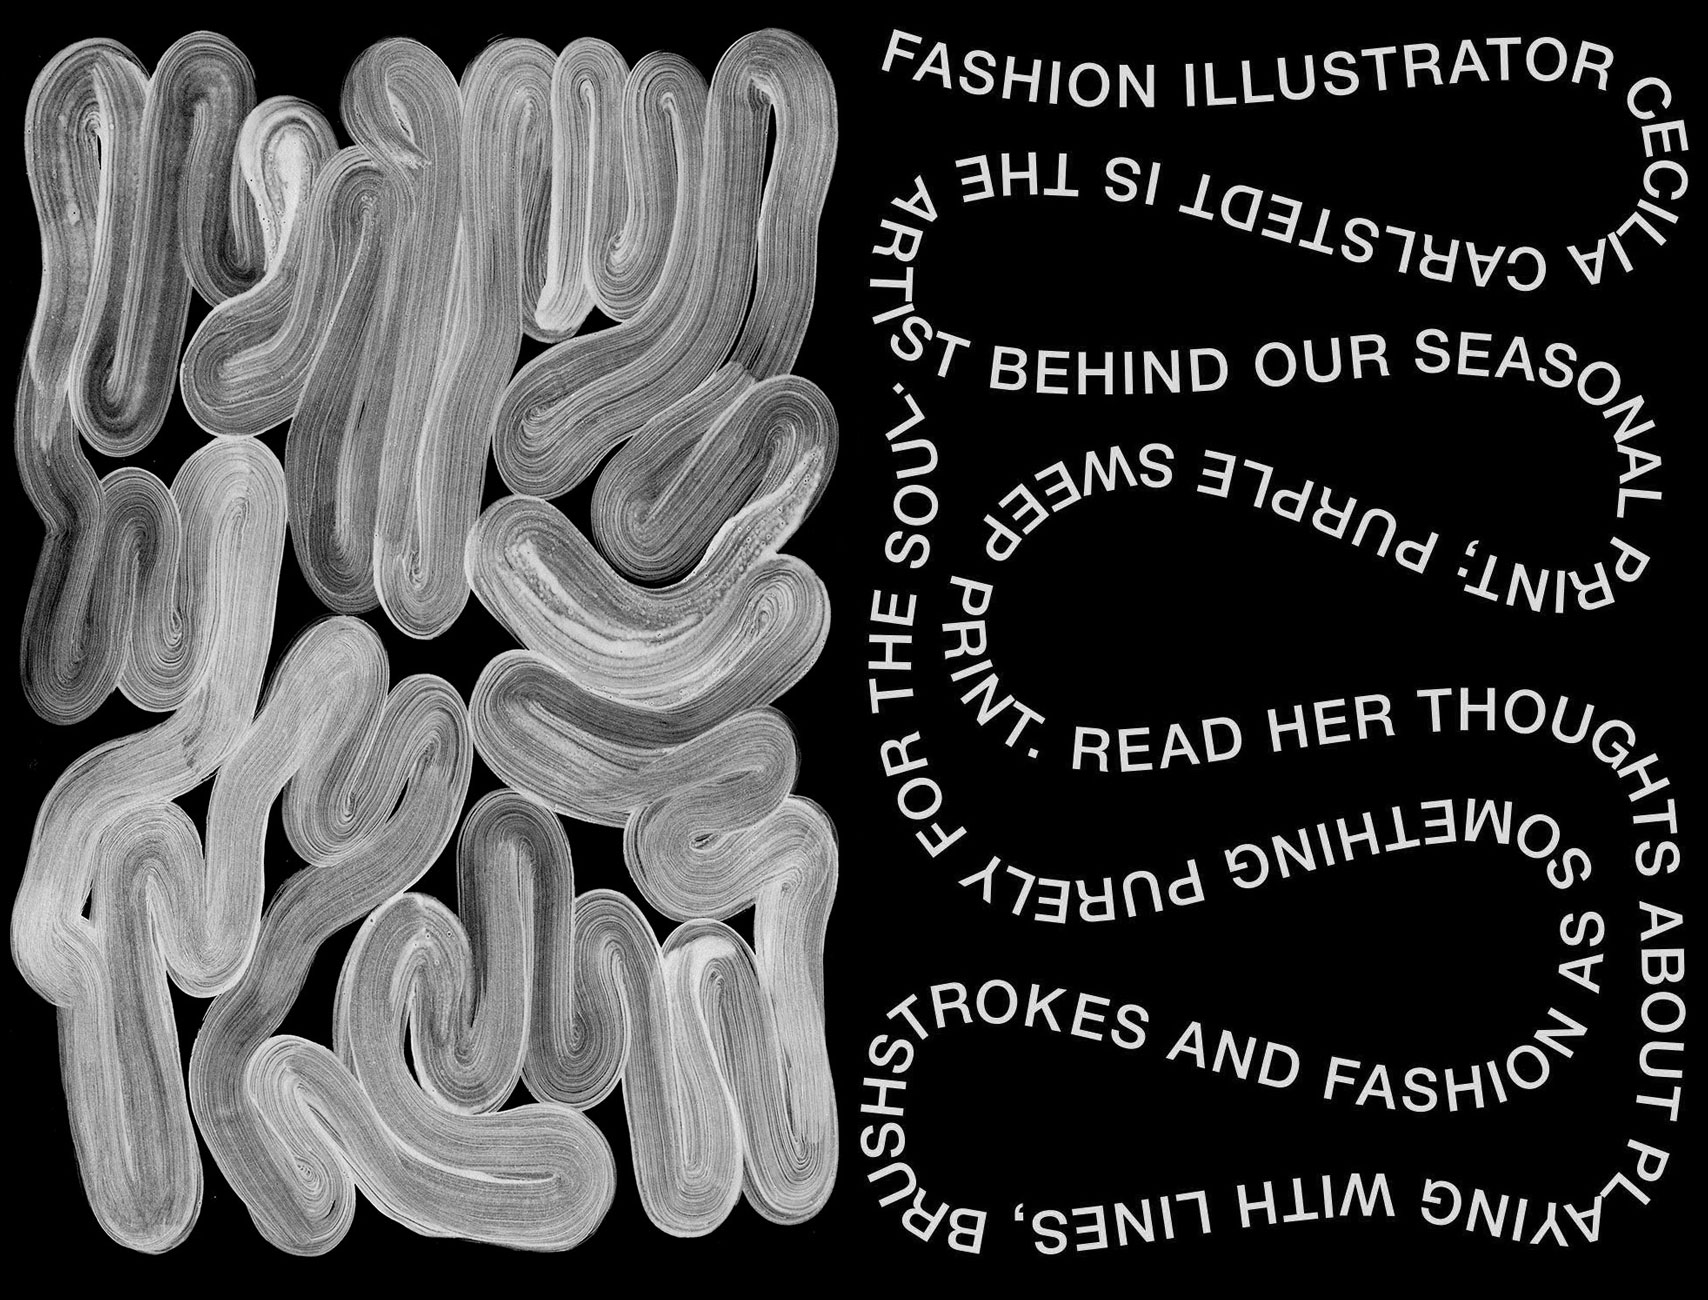 FASHION ILLUSTRATOR CECILIA
CARLSTEDT IS THE
ARTIST BEHIND OUR SEASONAL
PRINT; PURPLE SWEEP
PRINT. READ HER THOUGHTS ABOUT
PLAYING WITH LINES,
BRUSHSTROKES AND FASHION
AS SOMETHING PURELY
FOR THE SOUL.